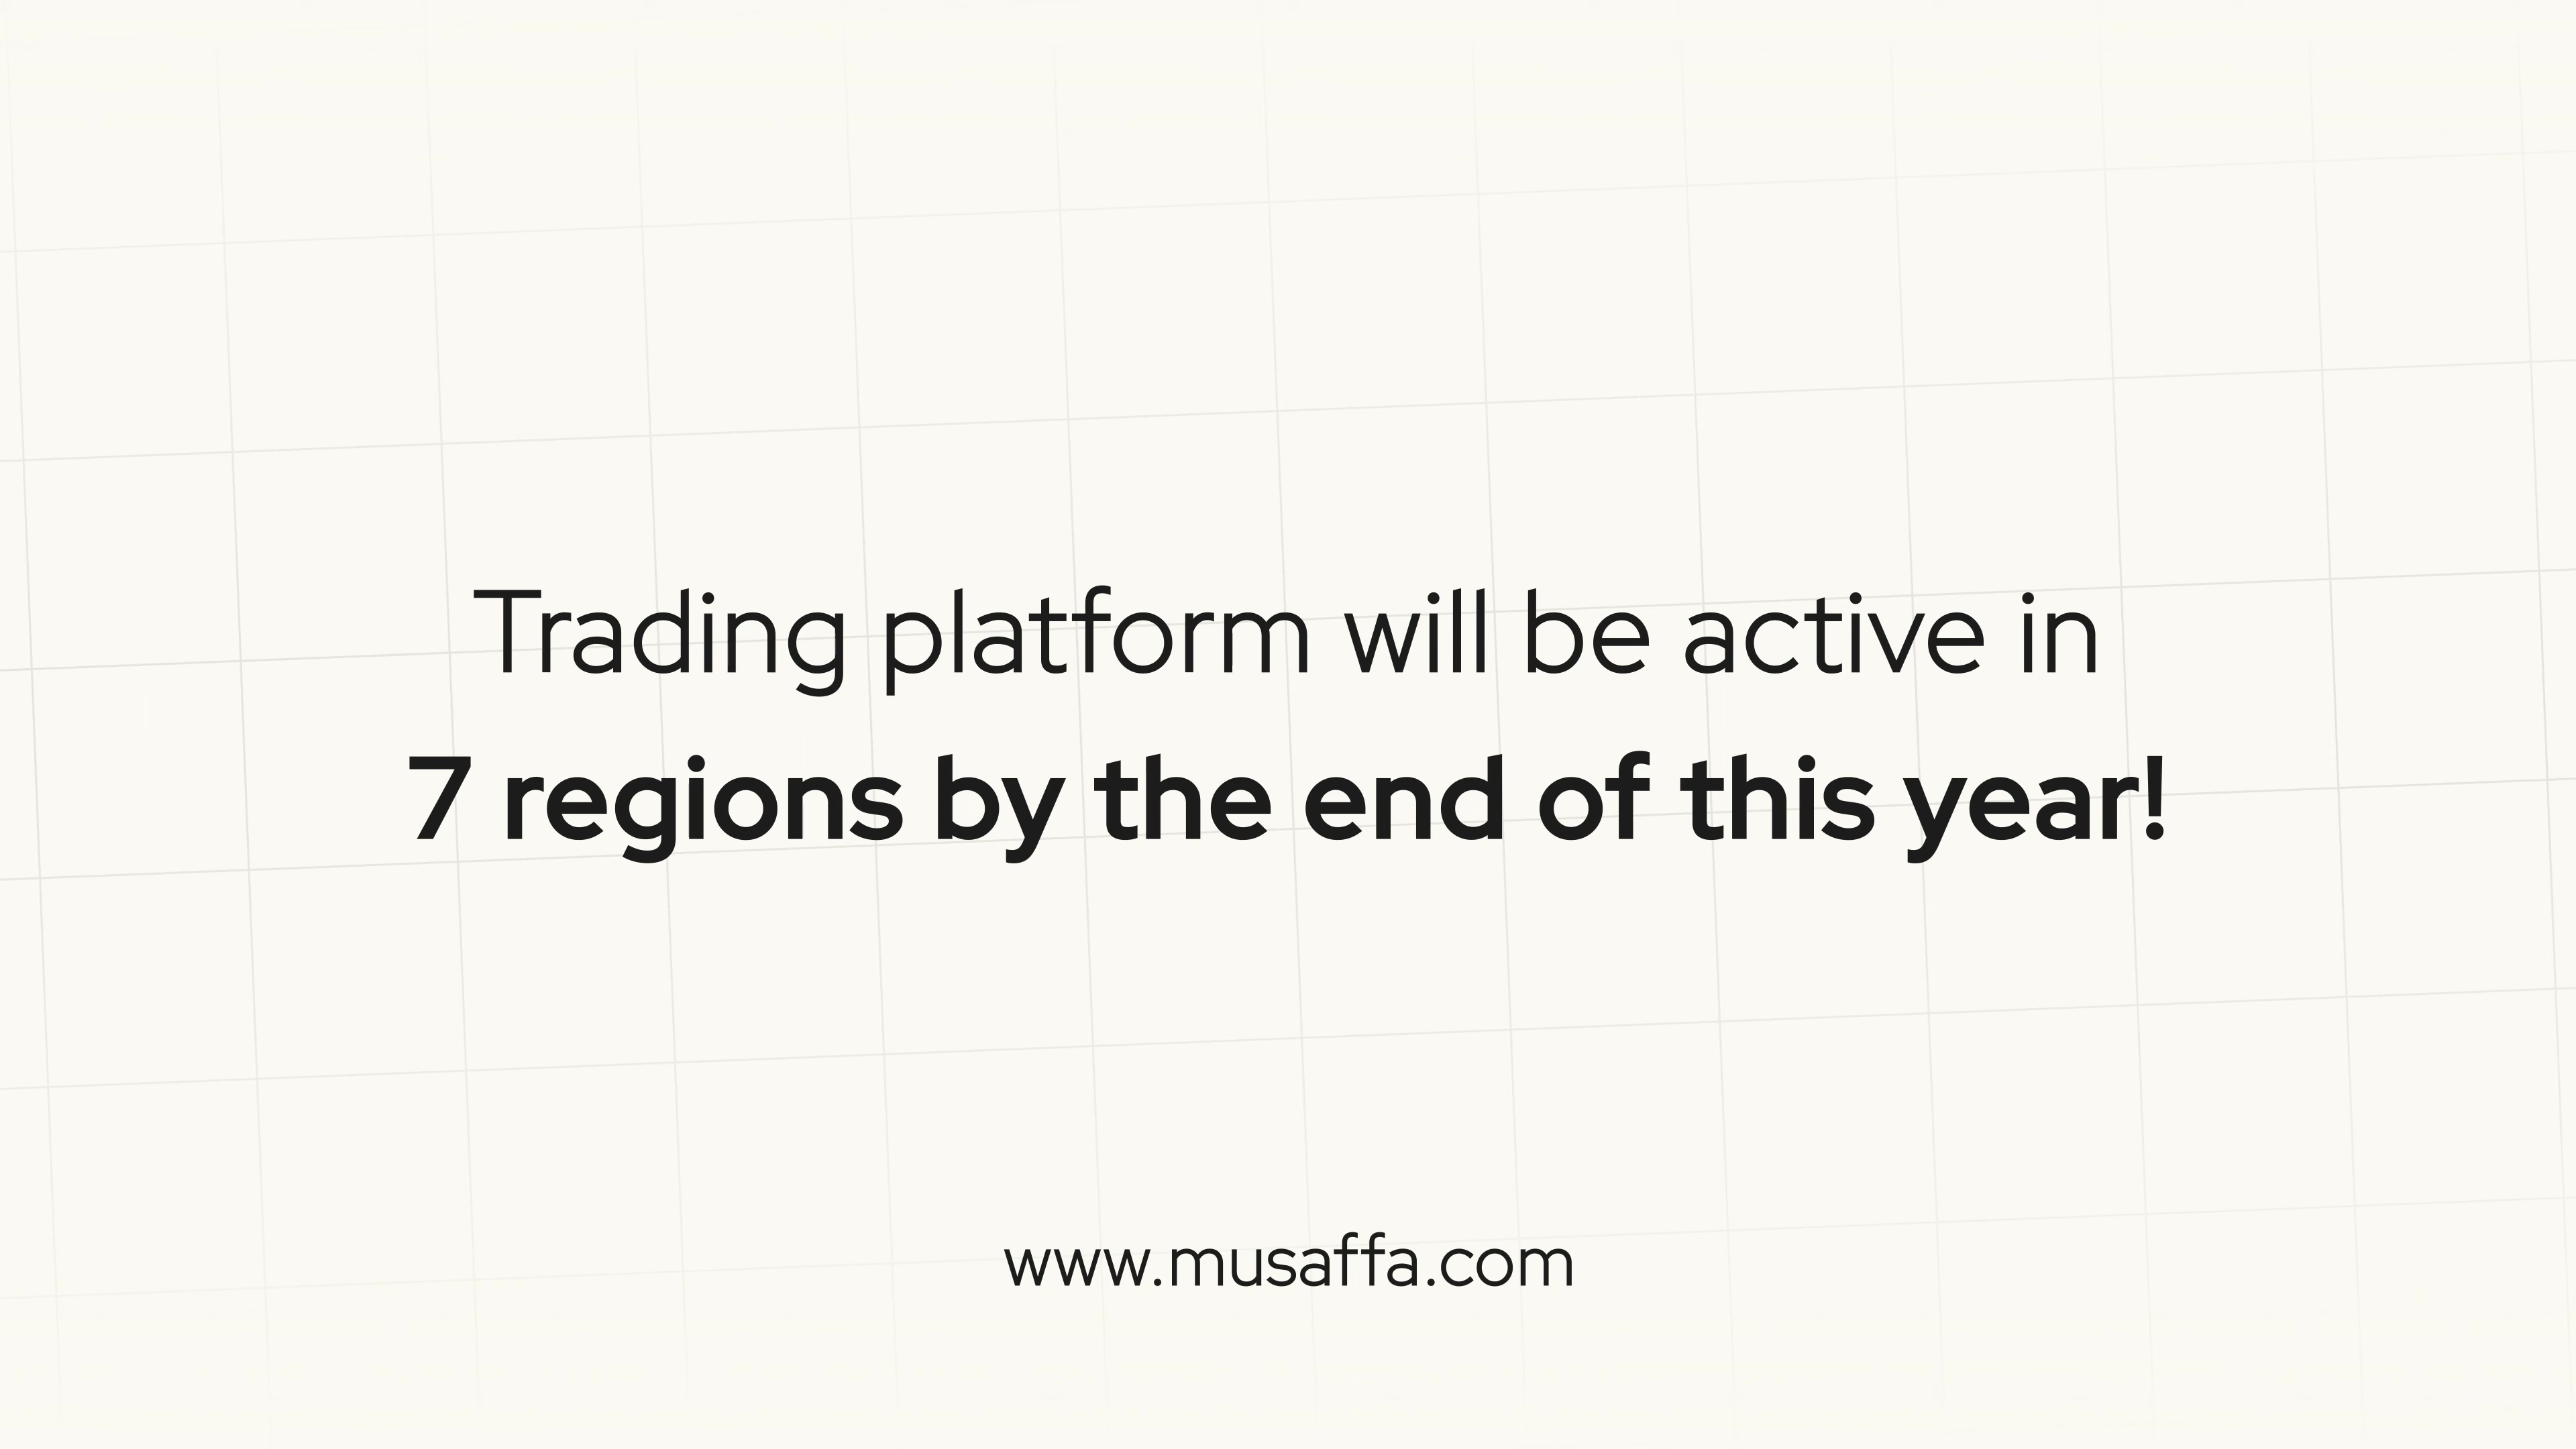 Trading platform will be active in
7 regions by the end of this year!
www.musaffa.com